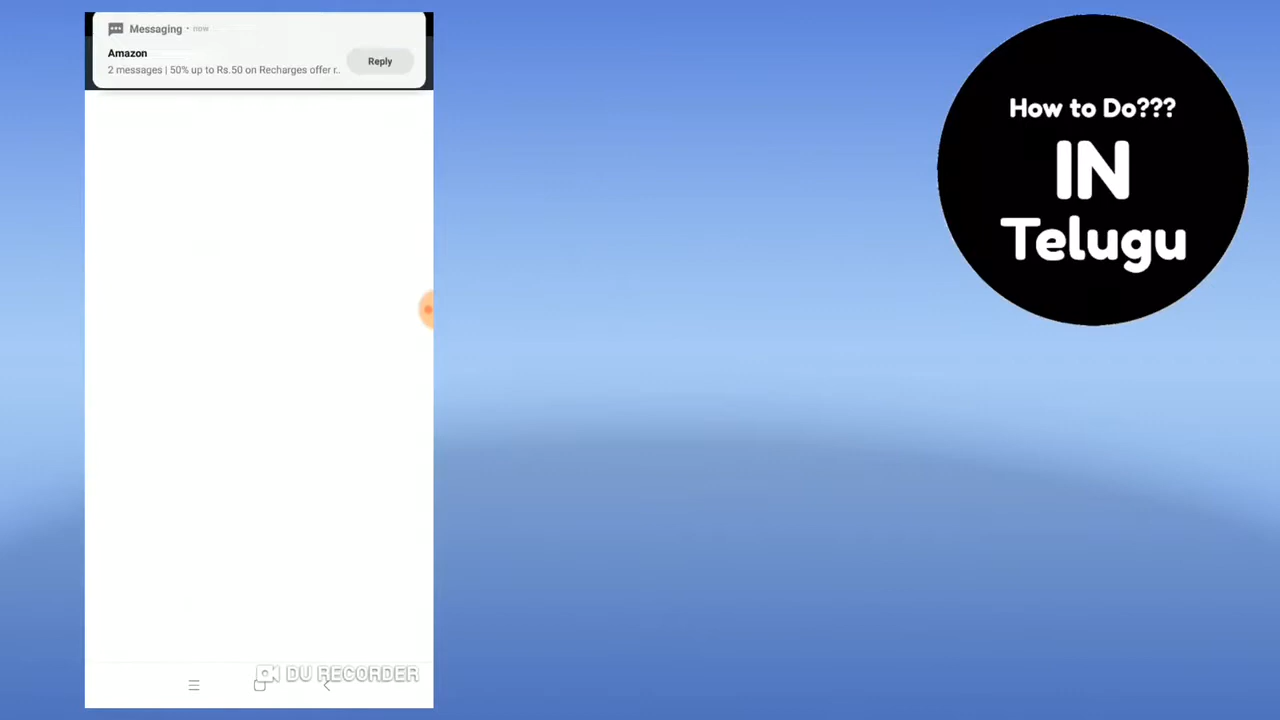 Messaging • now
Amazon
2 messages | 50% up to Rs.50 on Recharges offer r..
Reply
How to Do???
IN
Telugu
DU RECORDER